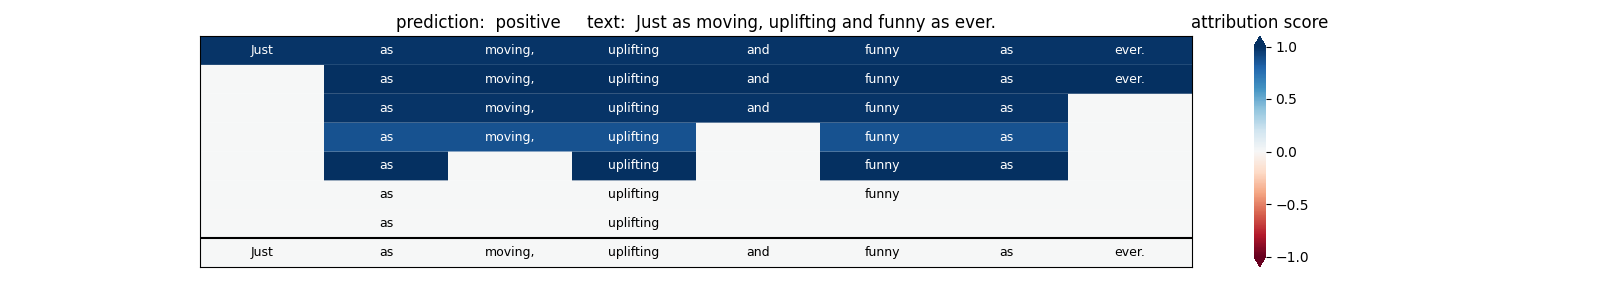 prediction:  positive      text:  Just as moving, uplifting and funny as ever.
attribution score
Just as moving, uplifting and funny as ever.
as moving, uplifting and funny as ever.
as moving, uplifting and funny as
as moving, uplifting funny as
as uplifting funny as
as uplifting funny
as uplifting
Just as moving, uplifting and funny as ever.
1.0
0.5
0.0
−0.5
−1.0